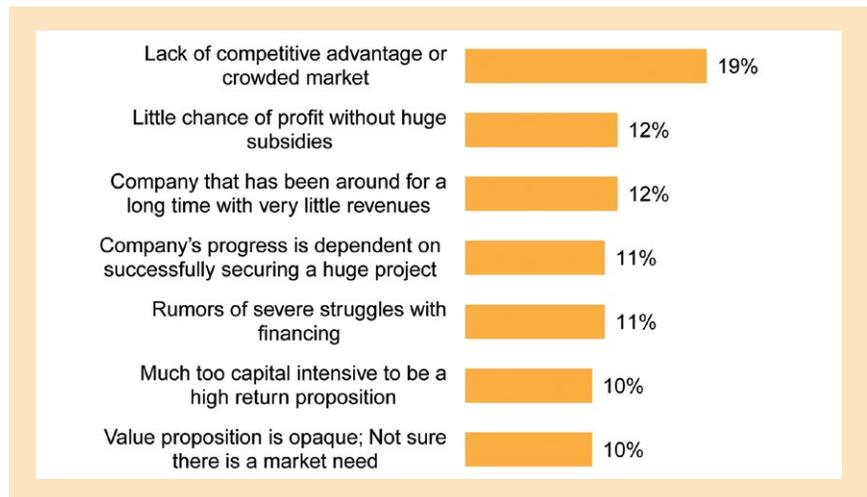 Lack of competitive advantage or
crowded market
19%
Little chance of profit without huge
subsidies
12%
Company that has been around for a
long time with very little revenues
12%
Company's progress is dependent on
successfully securing a huge project
11%
Rumors of severe struggles with
financing
11%
Much too capital intensive to be a
high return proposition
10%
Value proposition is opaque; Not sure
there is a market need
10%